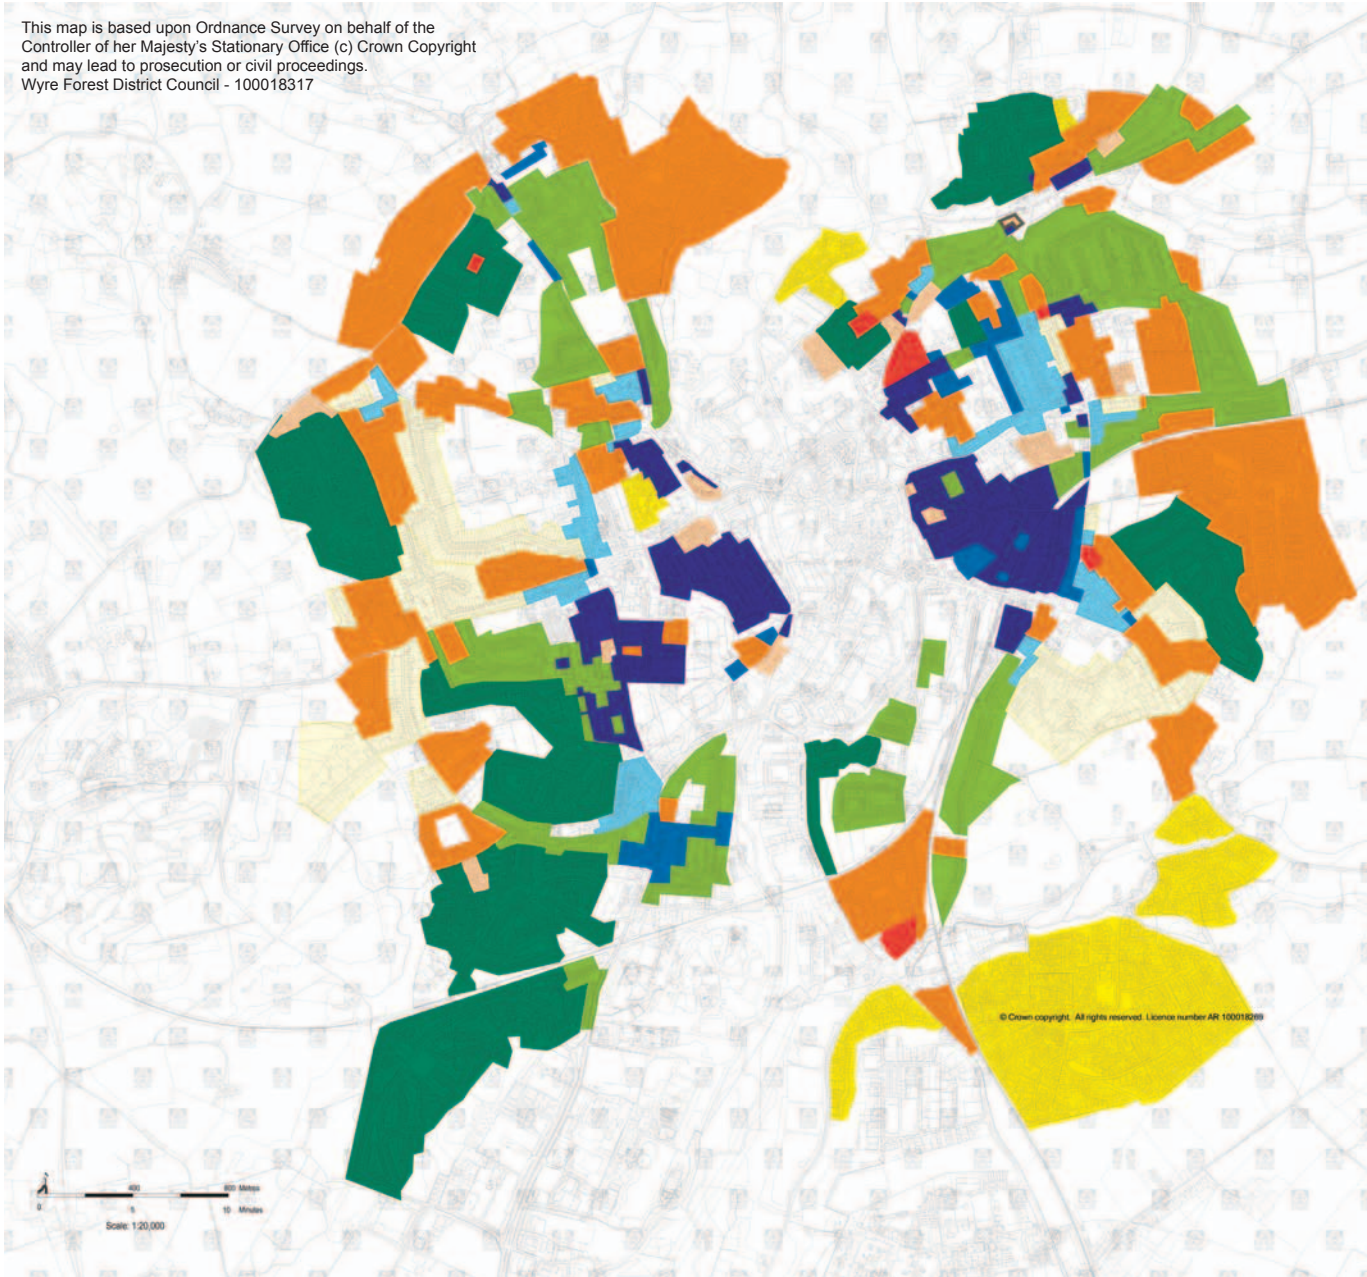 This map is based upon Ordnance Survey on behalf of the
Controller of her Majesty's Stationary Office (c) Crown Copyright
and may lead to prosecution or civil proceedings.
Wyre Forest District Council - 100018317
© Crown copyright. All rights reserved. Licence number AR 100018269
N
400 800 Metres
0 5 10 Minutes
Scale: 1:20,000